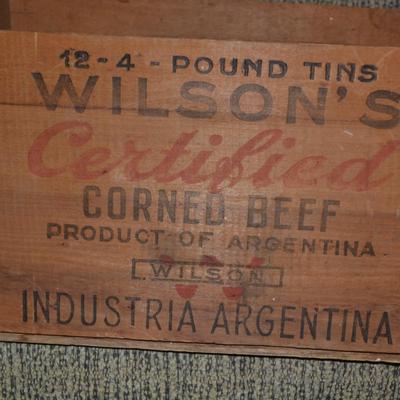 12-4-POUND TINS
WILSON'S
Certified
CORNED BEEF
PRODUCT OF ARGENTINA
WILSON
INDUSTRIA ARGENTINA